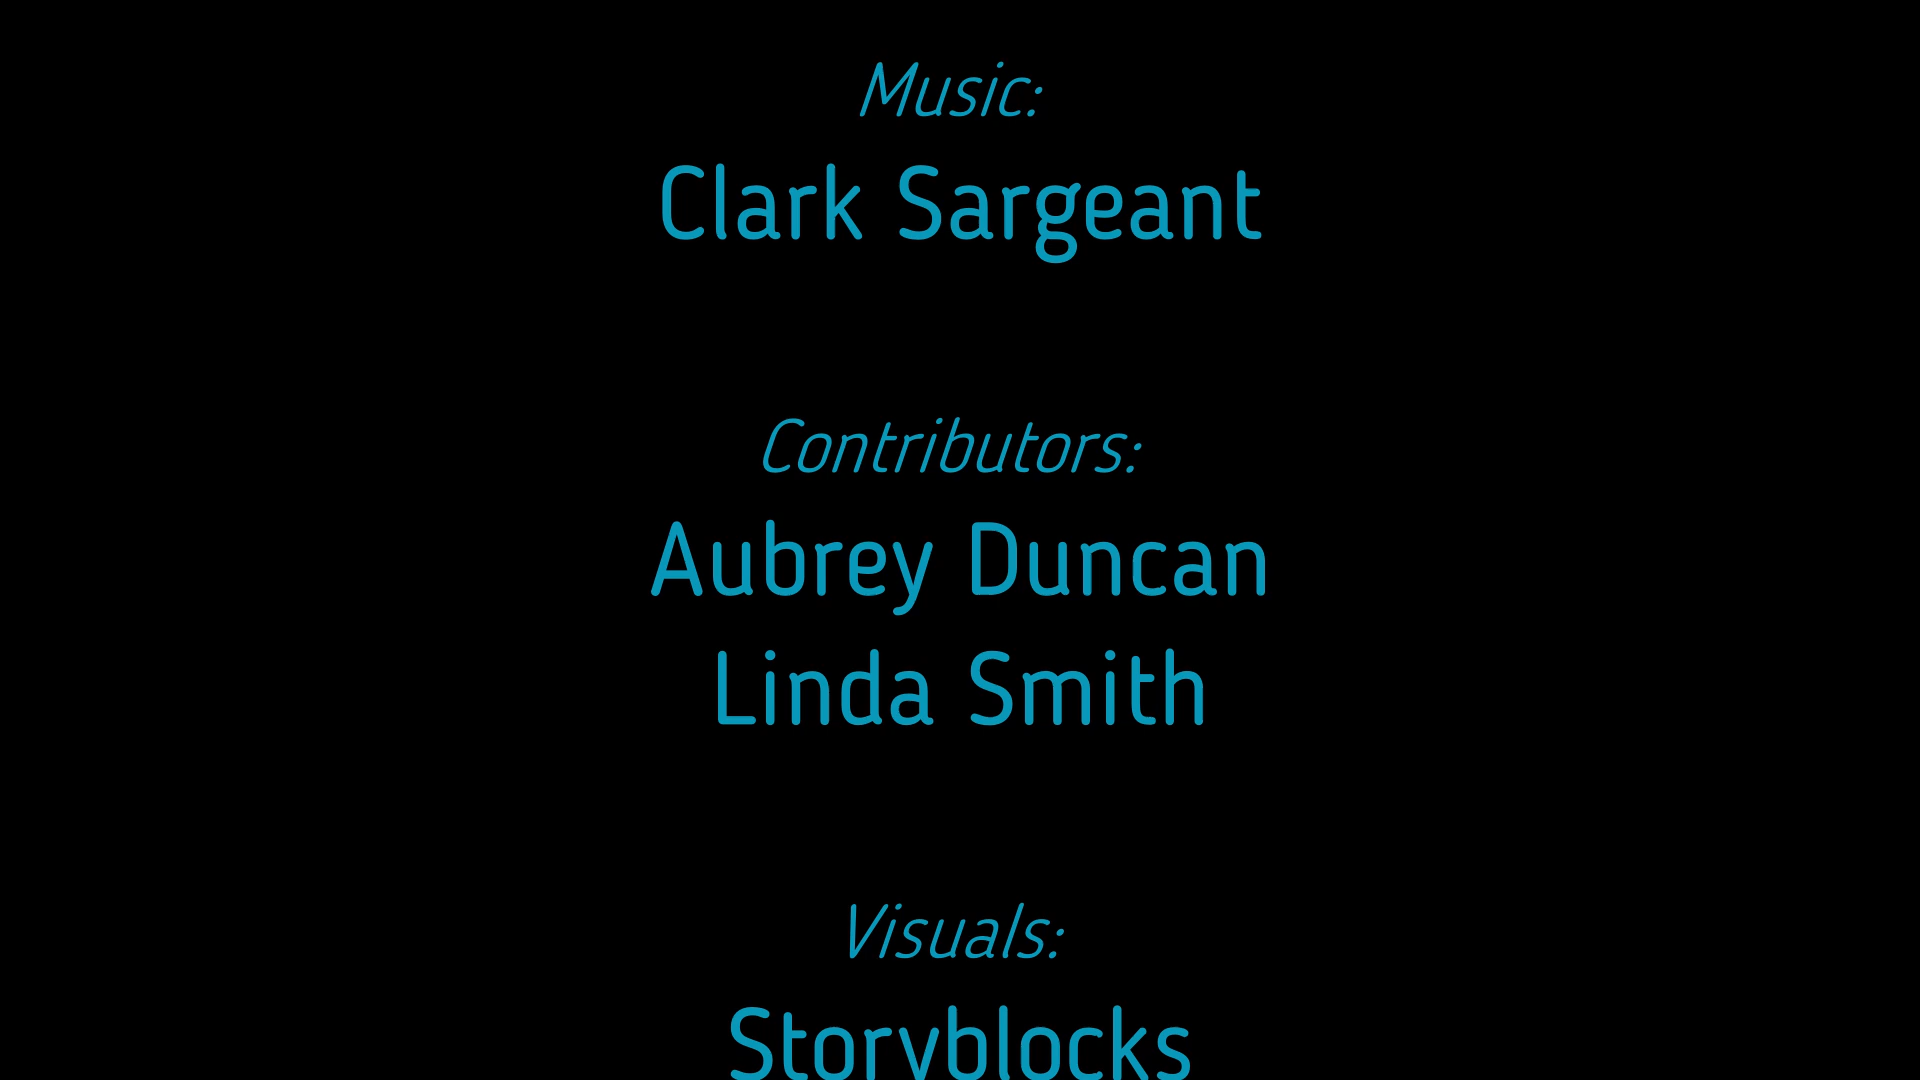 Music:
Clark Sargeant
Contributors:
Aubrey Duncan
Linda Smith
Visuals:
Storyblocks